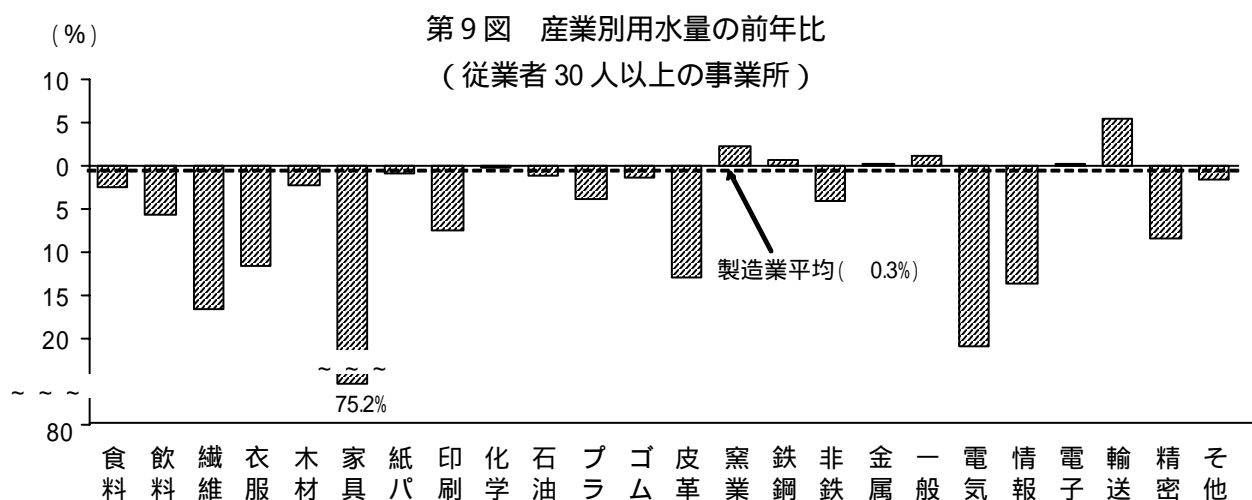 第９図　産業別用水量の前年比
（従業者 30 人以上の事業所）
(％)
10
5
0
5
10
15
20
~ ~ ~
80
製造業平均(　0.3%)
~ ~ ~
75.2%
食料 飲料 繊維 衣服 木材 家具 紙パ 印刷 化学 石油 プラ ゴム 皮革 窯業 鉄鋼 非鉄 金属 一般 電気 情報 電子 輸送 精密 そ他